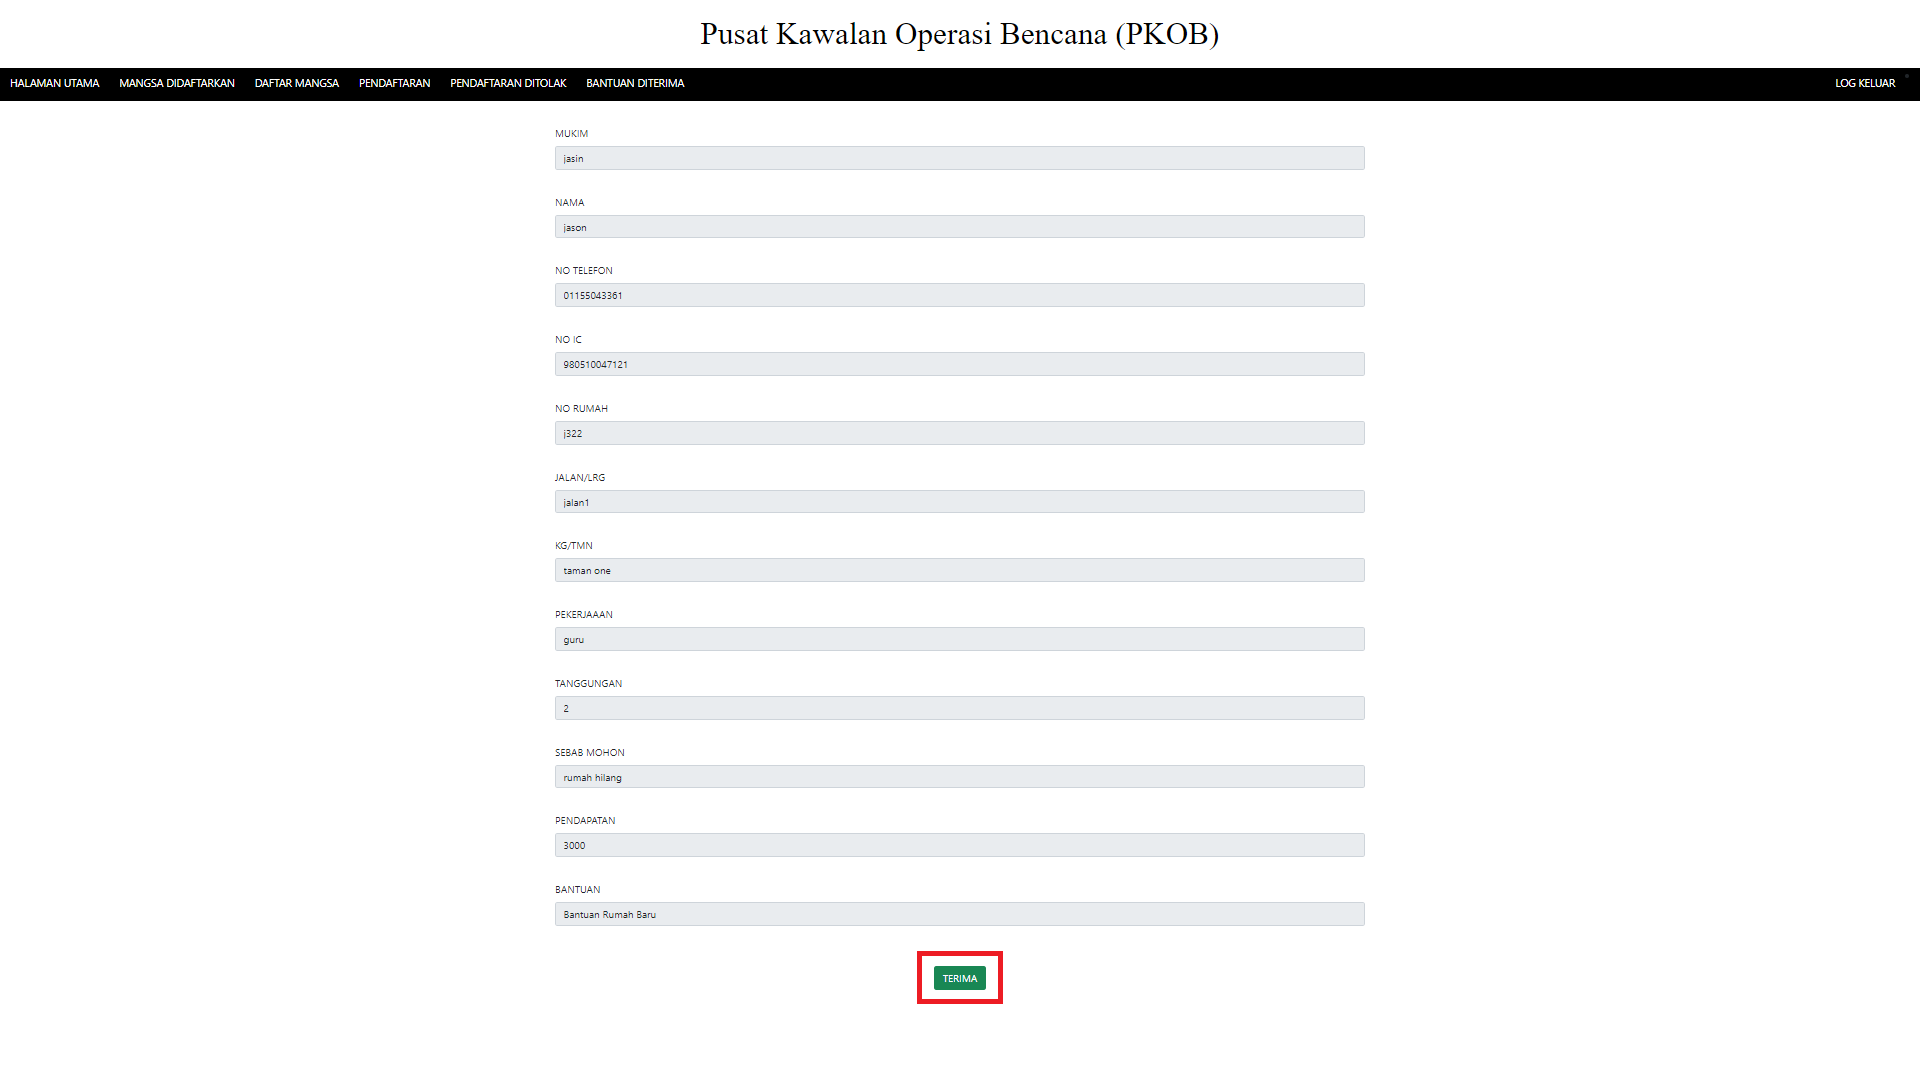 Pusat Kawalan Operasi Bencana (PKOB)
HALAMAN UTAMA MANGSA DIDAFTARKAN DAFTAR MANGSA PENDAFTARAN PENDAFTARAN DITOLAK BANTUAN DITERIMA LOG KELUAR
MUKIM
jasin
NAMA
jason
NO TELEFON
01155043361
NO IC
980510047121
NO RUMAH
j322
JALAN/LRG
jalan1
KG/TMN
taman one
PEKERJAAAN
guru
TANGGUNGAN
2
SEBAB MOHON
rumah hilang
PENDAPATAN
3000
BANTUAN
Bantuan Rumah Baru
TERIMA